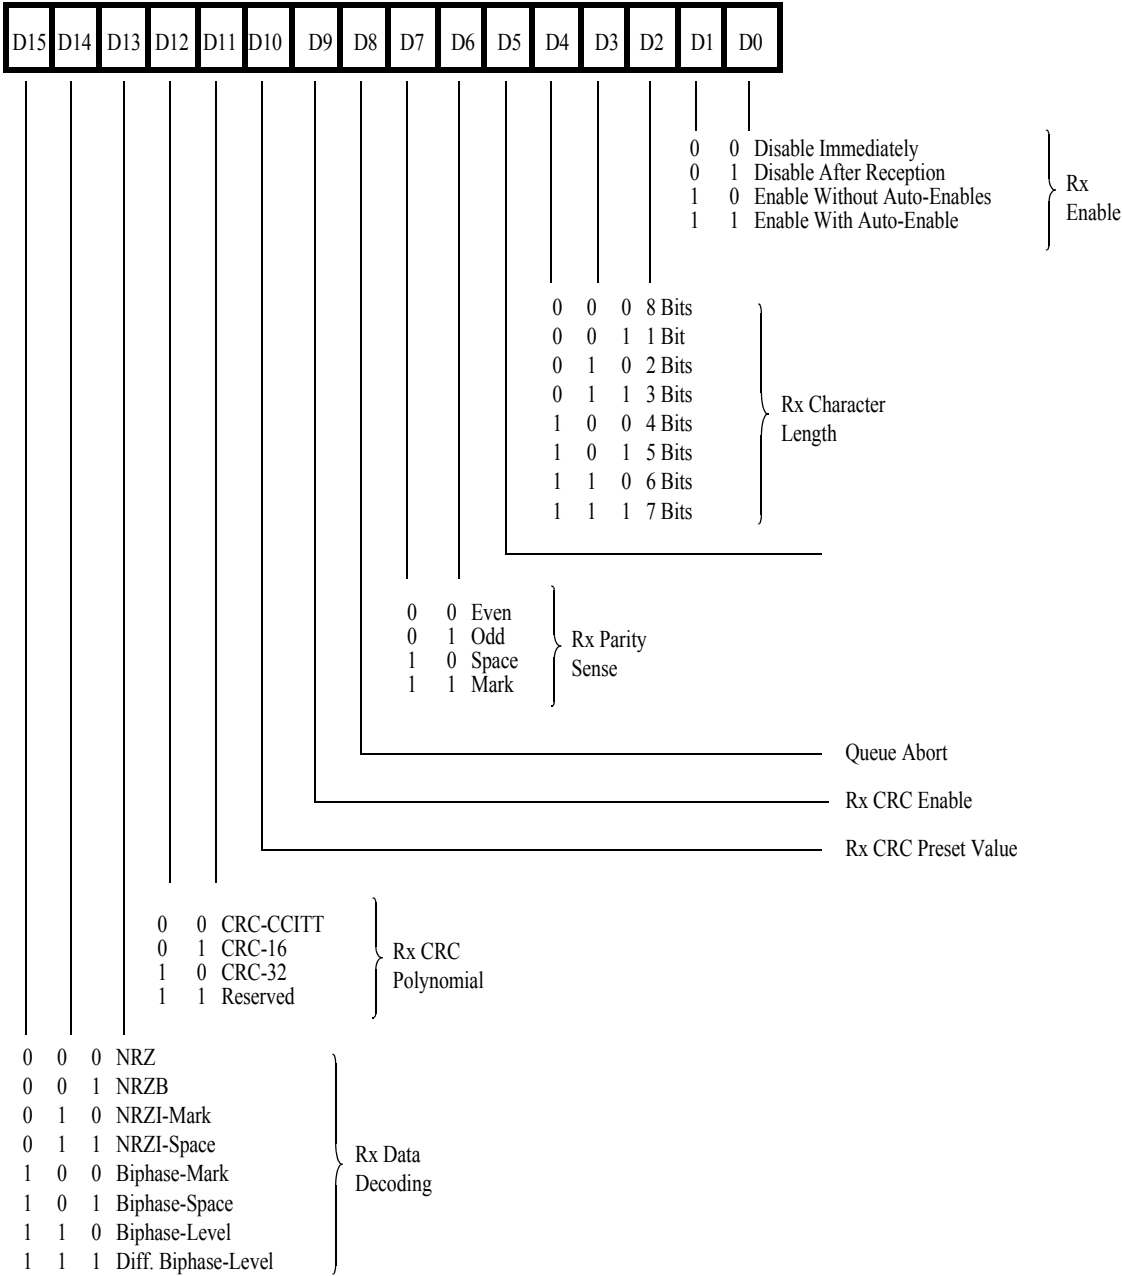 D15 D14 D13 D12 D11 D10 D9 D8 D7 D6 D5 D4 D3 D2 D1 D0
0 0 Disable Immediately
0 1 Disable After Reception
1 0 Enable Without Auto-Enables
1 1 Enable With Auto-Enable
Rx
Enable
0 0 0 8 Bits
0 0 1 1 Bit
0 1 0 2 Bits
0 1 1 3 Bits
1 0 0 4 Bits
1 0 1 5 Bits
1 1 0 6 Bits
1 1 1 7 Bits
Rx Character
Length
0 0 Even
0 1 Odd
1 0 Space
1 1 Mark
Rx Parity
Sense
Queue Abort
Rx CRC Enable
Rx CRC Preset Value
0 0 CRC-CCITT
0 1 CRC-16
1 0 CRC-32
1 1 Reserved
Rx CRC
Polynomial
0 0 0 NRZ
0 0 1 NRZB
0 1 0 NRZI-Mark
0 1 1 NRZI-Space
1 0 0 Biphase-Mark
1 0 1 Biphase-Space
1 1 0 Biphase-Level
1 1 1 Diff. Biphase-Level
Rx Data
Decoding